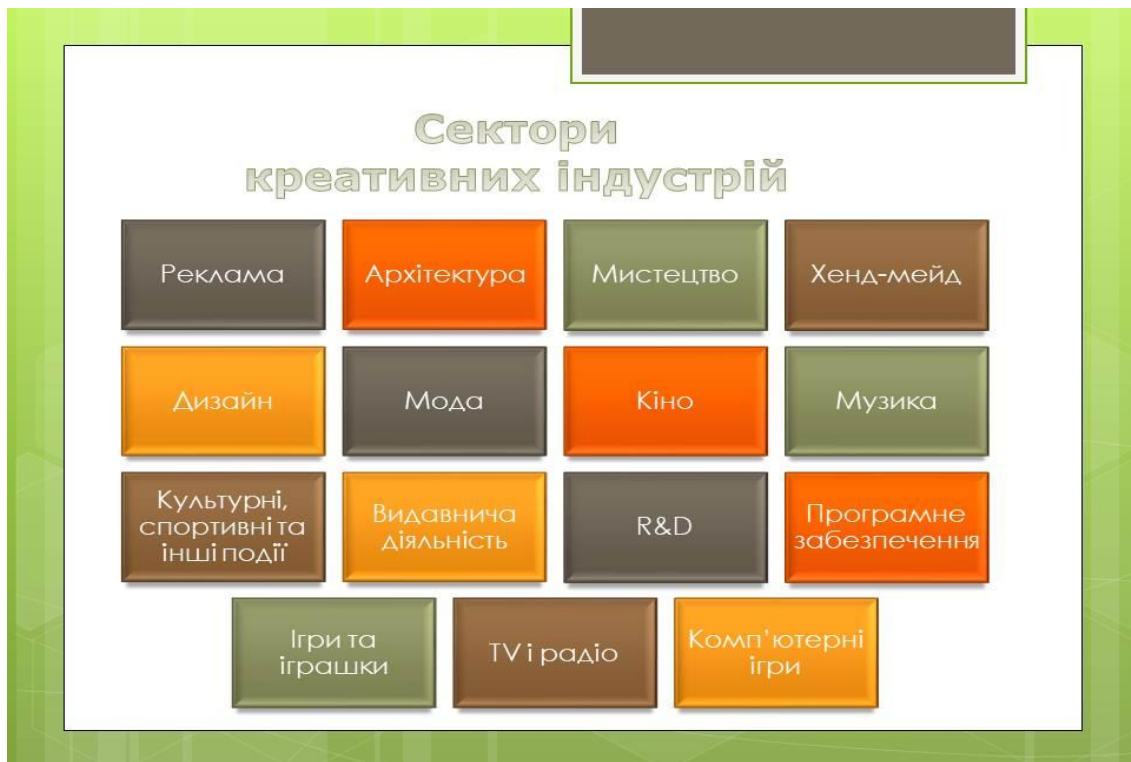 Сектори
креативних індустрій
Реклама
Архітектура
Мистецтво
Хенд-мейд
Дизайн
Мода
Кіно
Музика
Культурні,
спортивні та
інші події
Видавнича
діяльність
R&D
Програмне
забезпечення
Ігри та
іграшки
TV і радіо
Комп’ютерні
ігри